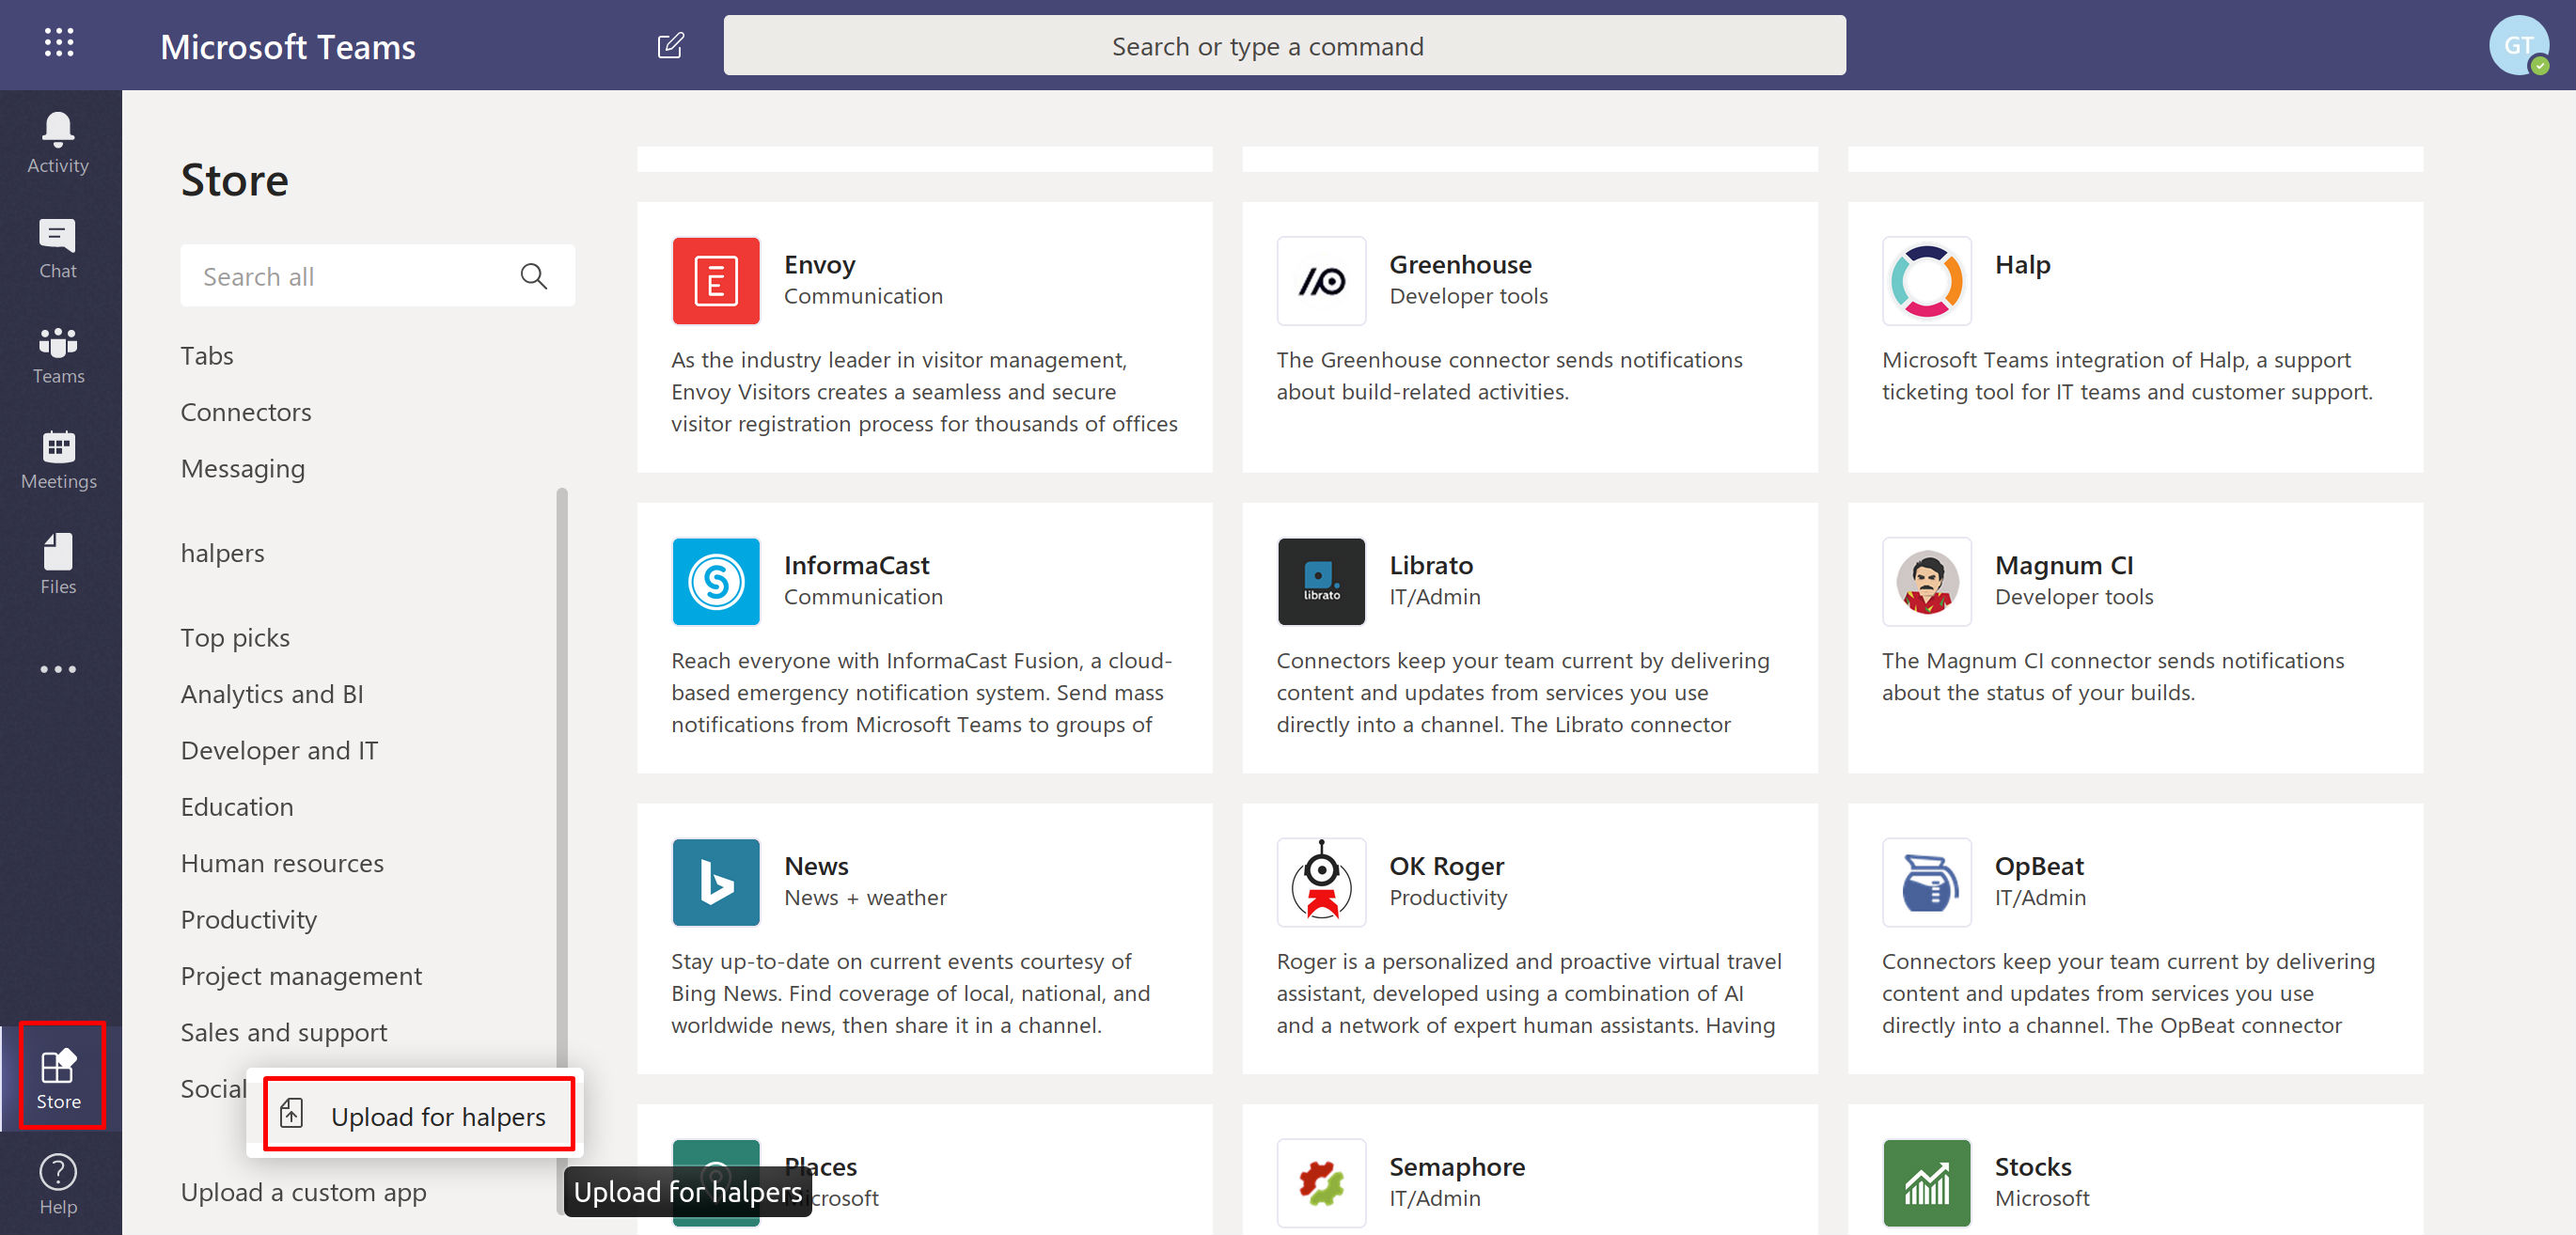 Microsoft Teams
Search or type a command
GT
Activity
Chat
Teams
Meetings
Files
Store
Help
Store
Search all
Tabs
Connectors
Messaging
halpers
Top picks
Analytics and BI
Developer and IT
Education
Human resources
Productivity
Project management
Sales and support
Social
Upload for halpers
Upload a custom app
Upload for halpers
E
Envoy
Communication
As the industry leader in visitor management,
Envoy Visitors creates a seamless and secure
visitor registration process for thousands of offices
Greenhouse
Developer tools
The Greenhouse connector sends notifications
about build-related activities.
Halp
Microsoft Teams integration of Halp, a support
ticketing tool for IT teams and customer support.
S
InformaCast
Communication
Reach everyone with InformaCast Fusion, a cloud-
based emergency notification system. Send mass
notifications from Microsoft Teams to groups of
librato
Librato
IT/Admin
Connectors keep your team current by delivering
content and updates from services you use
directly into a channel. The Librato connector
Magnum CI
Developer tools
The Magnum CI connector sends notifications
about the status of your builds.
News
News + weather
Stay up-to-date on current events courtesy of
Bing News. Find coverage of local, national, and
worldwide news, then share it in a channel.
OK Roger
Productivity
Roger is a personalized and proactive virtual travel
assistant, developed using a combination of AI
and a network of expert human assistants. Having
OpBeat
IT/Admin
Connectors keep your team current by delivering
content and updates from services you use
directly into a channel. The OpBeat connector
Places
icrosoft
Semaphore
IT/Admin
Stocks
Microsoft